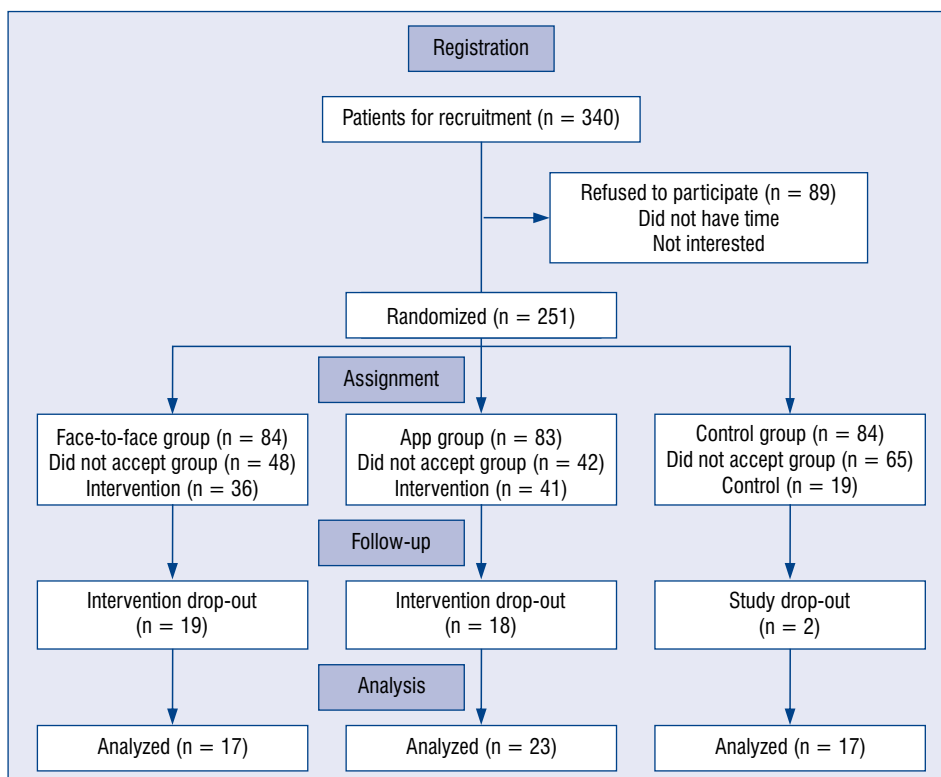 Registration
Patients for recruitment (n = 340)
Refused to participate (n = 89)
Did not have time
Not interested
Randomized (n = 251)
Assignment
Face-to-face group (n = 84)
Did not accept group (n = 48)
Intervention (n = 36)
App group (n = 83)
Did not accept group (n = 42)
Intervention (n = 41)
Control group (n = 84)
Did not accept group (n = 65)
Control (n = 19)
Follow-up
Intervention drop-out
(n = 19)
Intervention drop-out
(n = 18)
Study drop-out
(n = 2)
Analysis
Analyzed (n = 17)
Analyzed (n = 23)
Analyzed (n = 17)